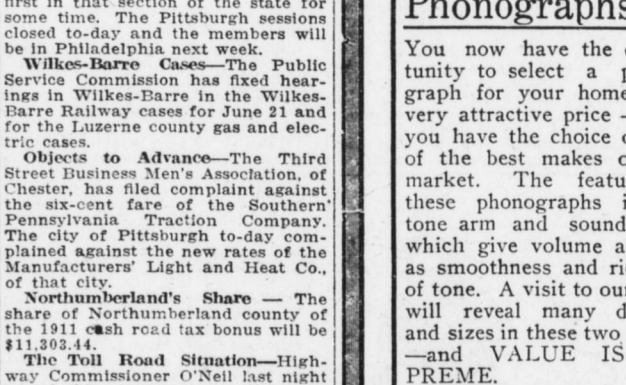 first in that section of the state for
some time. The Pittsburgh sessions
closed to-day and the members will
be in Philadelphia next week.
Wilkes-Barre Cases—The Public
Service Commission has fixed hear-
ings in Wilkes-Barre in the Wilkes-
Barre Railway cases for June 21 and
for the Luzerne county gas and elec-
tric cases.
Objects to Advance—The Third
Street Business Men's Association, of
Chester, has filed complaint against
the six-cent fare of the Southern
Pennsylvania Traction Company.
The city of Pittsburgh to-day com-
plained against the new rates of the
Manufacturers' Light and Heat Co.,
of that city.
Northumberland's Share — The
share of Northumberland county of
the 1911 cash road tax bonus will be
$11,303.44.
The Toll Road Situation—High-
way Commissioner O'Neil last night
Phonographs
You now have the
tunity to select a
graph for your home
very attractive price -
you have the choice
of the best makes
market. The featu
these phonographs
tone arm and sound
which give volume a
as smoothness and ri
of tone. A visit to ou
will reveal many d
and sizes in these two
—and VALUE IS
PREME.